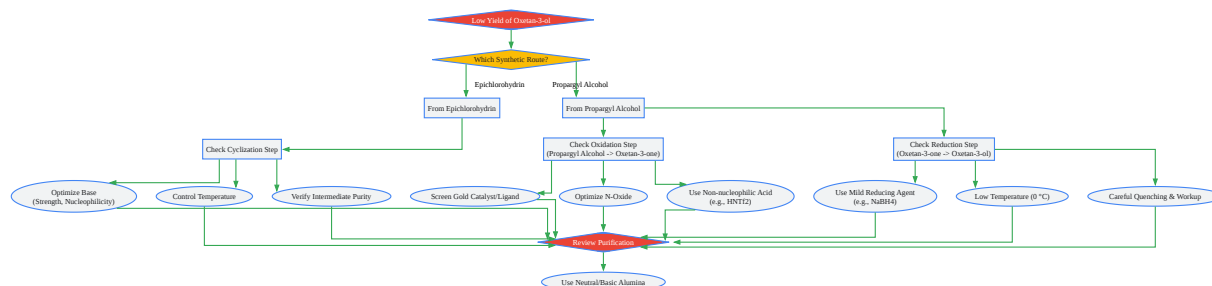 Low Yield of Oxetan-3-ol
Which Synthetic Route?
Epichlorohydrin
Propargyl Alcohol
From Epichlorohydrin
From Propargyl Alcohol
Check Cyclization Step
Check Oxidation Step
(Propargyl Alcohol -> Oxetan-3-one)
Check Reduction Step
(Oxetan-3-one -> Oxetan-3-ol)
Optimize Base
(Strength, Nucleophilicity)
Control Temperature
Verify Intermediate Purity
Screen Gold Catalyst/Ligand
Optimize N-Oxide
Use Non-nucleophilic Acid
(e.g., HNTf2)
Use Mild Reducing Agent
(e.g., NaBH4)
Low Temperature (0 °C)
Careful Quenching & Workup
Review Purification
Use Neutral/Basic Alumina